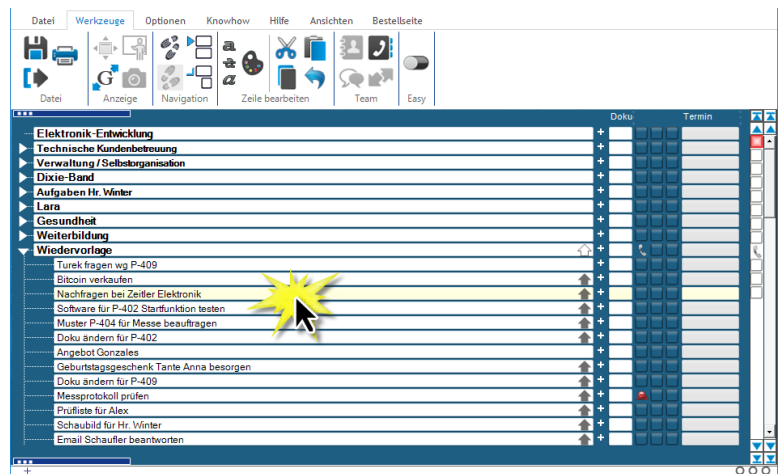 Datei Werkzeuge Optionen Knowhow Hilfe Ansichten Bestellseite
Datei Anzeige Navigation Zeile bearbeiten Team Easy
Doku Termin
Elektronik-Entwicklung
Technische Kundenbetreuung
Verwaltung / Selbstorganisation
Dixie-Band
Aufgaben Hr. Winter
Lara
Gesundheit
Weiterbildung
Wiedervorlage
Turek fragen wg P-409
Bitcoin verkaufen
Nachfragen bei Zeitler Elektronik
Software für P-402 Startfunktion testen
Muster P-404 für Messe beauftragen
Doku ändern für P-402
Angebot Gonzales
Geburtstagsgeschenk Tante Anna besorgen
Doku ändern für P-409
Messprotokoll prüfen
Prüfliste für Alex
Schaubild für Hr. Winter
Email Schaufler beantworten